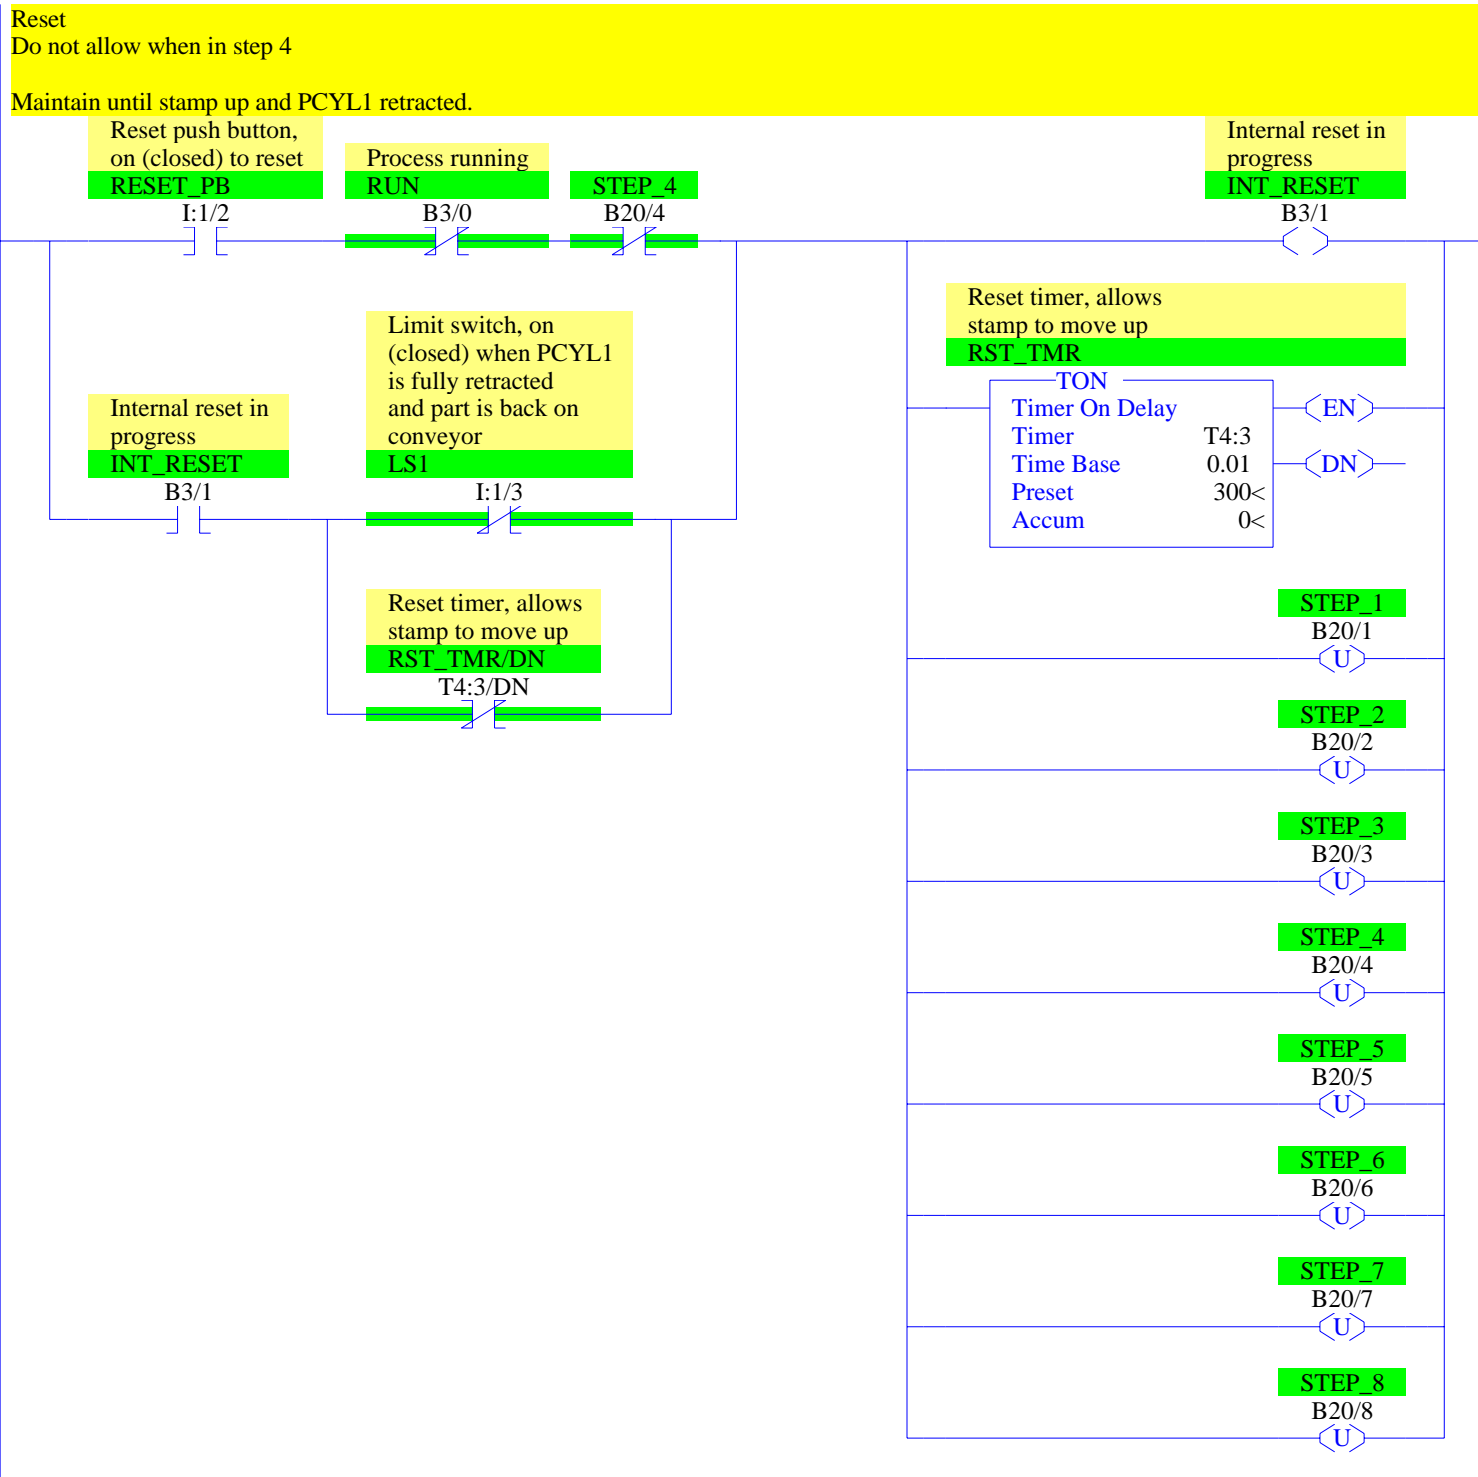 Reset
Do not allow when in step 4
Maintain until stamp up and PCYL1 retracted.
Reset push button,
on (closed) to reset
RESET_PB
I:1/2
Process running
RUN
B3/0
STEP_4
B20/4
Internal reset in
progress
INT_RESET
B3/1
Internal reset in
progress
INT_RESET
B3/1
Limit switch, on
(closed) when PCYL1
is fully retracted
and part is back on
conveyor
LS1
I:1/3
Reset timer, allows
stamp to move up
RST_TMR/DN
T4:3/DN
Reset timer, allows
stamp to move up
RST_TMR
TON
Timer On Delay
Timer T4:3
Time Base 0.01
Preset 300<
Accum 0<
EN
DN
STEP_1
B20/1
U
STEP_2
B20/2
U
STEP_3
B20/3
U
STEP_4
B20/4
U
STEP_5
B20/5
U
STEP_6
B20/6
U
STEP_7
B20/7
U
STEP_8
B20/8
U